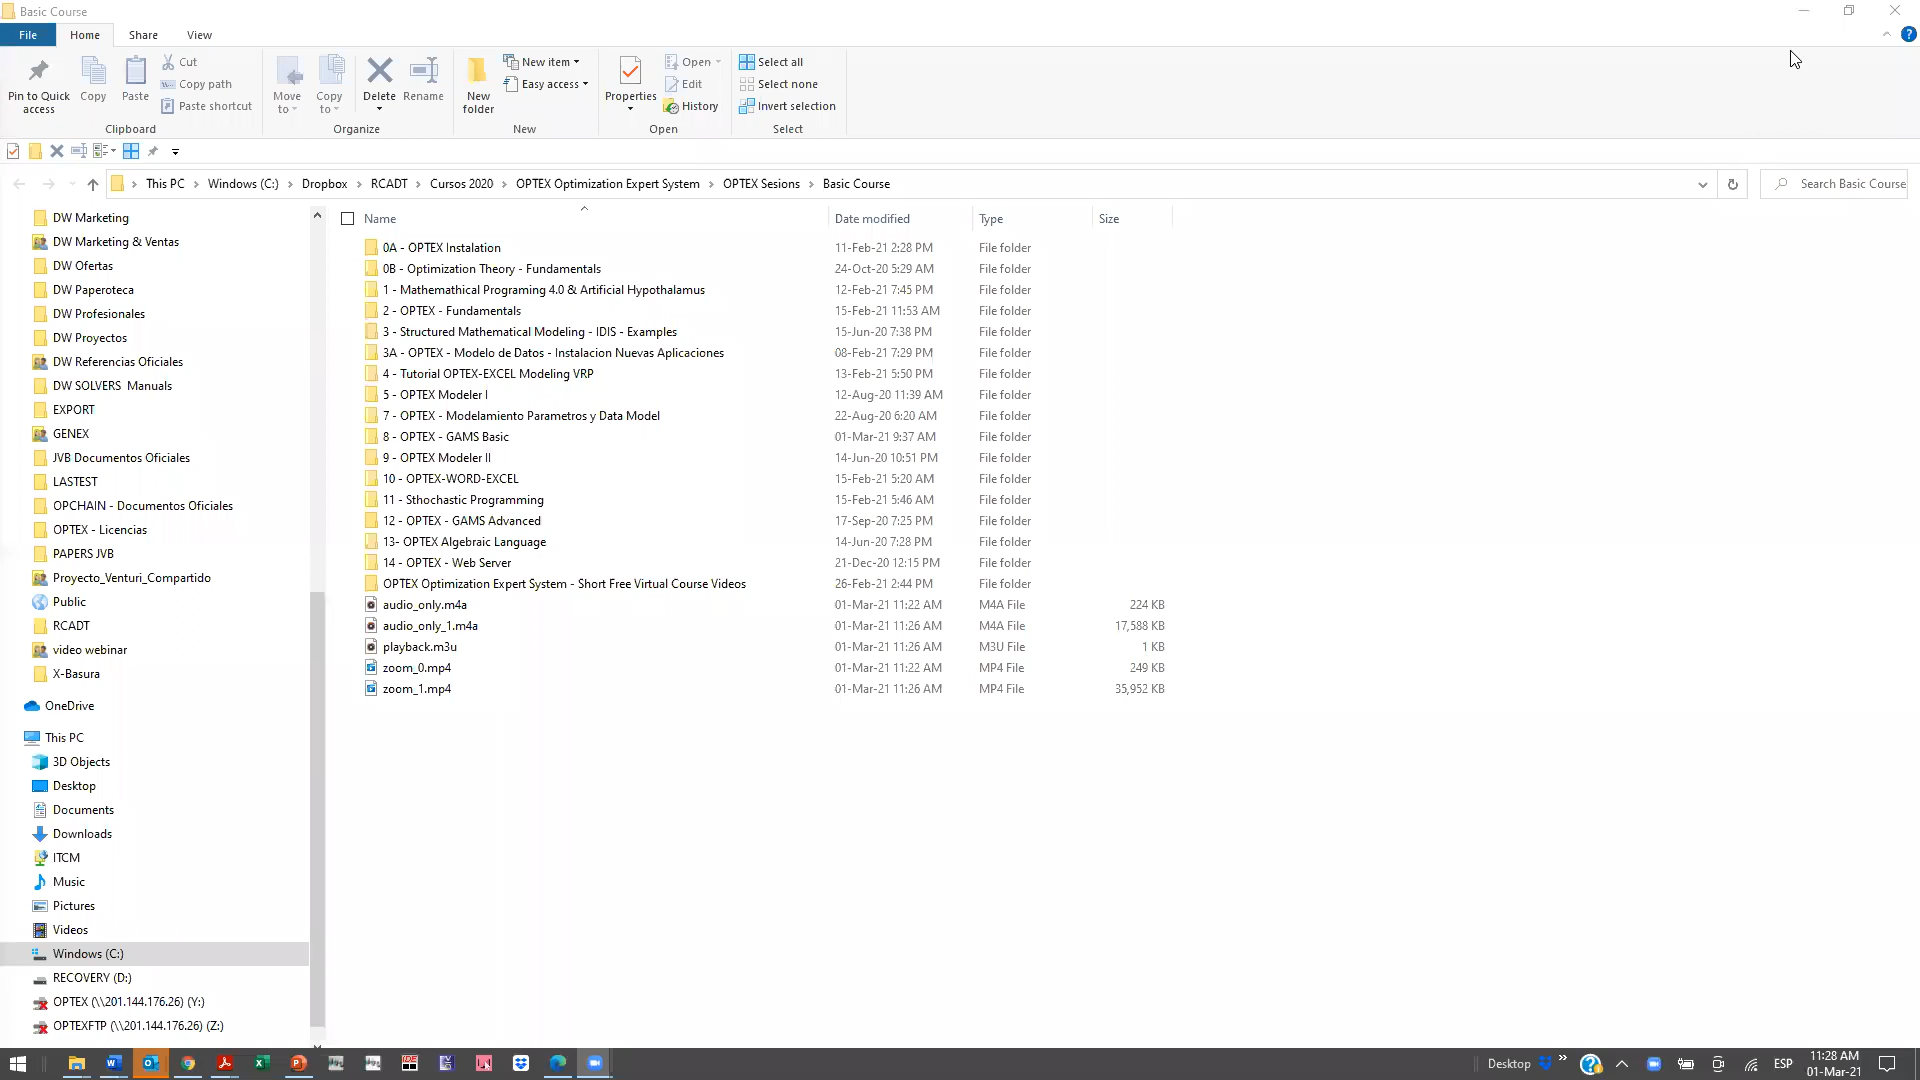 Basic Course
File
Home
Share
View
Pin to Quick access
Copy
Paste
Cut
Copy path
Paste shortcut
Clipboard
Move to
Copy to
Delete
Rename
Organize
New folder
New item
Easy access
New
Properties
Open
Edit
History
Open
Select all
Select none
Invert selection
Select
This PC > Windows (C:) > Dropbox > RCADT > Cursos 2020 > OPTEX Optimization Expert System > OPTEX Sesions > Basic Course
Search Basic Course
DW Marketing
DW Marketing & Ventas
DW Ofertas
DW Paperoteca
DW Profesionales
DW Proyectos
DW Referencias Oficiales
DW SOLVERS Manuals
EXPORT
GENEX
JVB Documentos Oficiales
LASTEST
OPCHAIN - Documentos Oficiales
OPTEX - Licencias
PAPERS JVB
Proyecto_Venturi_Compartido
Public
RCADT
video webinar
X-Basura
OneDrive
This PC
3D Objects
Desktop
Documents
Downloads
ITCM
Music
Pictures
Videos
Windows (C:)
RECOVERY (D:)
OPTEX (\\201.144.176.26) (Y:)
OPTEXFTP (\\201.144.176.26) (Z:)
Name Date modified Type Size
0A - OPTEX Instalation 11-Feb-21 2:28 PM File folder
0B - Optimization Theory - Fundamentals 24-Oct-20 5:29 AM File folder
1 - Mathemathical Programing 4.0 & Artificial Hypothalamus 12-Feb-21 7:45 PM File folder
2 - OPTEX - Fundamentals 15-Feb-21 11:53 AM File folder
3 - Structured Mathematical Modeling - IDIS - Examples 15-Jun-20 7:38 PM File folder
3A - OPTEX - Modelo de Datos - Instalacion Nuevas Aplicaciones 08-Feb-21 7:29 PM File folder
4 - Tutorial OPTEX-EXCEL Modeling VRP 13-Feb-21 5:50 PM File folder
5 - OPTEX Modeler I 12-Aug-20 11:39 AM File folder
7 - OPTEX - Modelamiento Parametros y Data Model 22-Aug-20 6:20 AM File folder
8 - OPTEX - GAMS Basic 01-Mar-21 9:37 AM File folder
9 - OPTEX Modeler II 14-Jun-20 10:51 PM File folder
10 - OPTEX-WORD-EXCEL 15-Feb-21 5:20 AM File folder
11 - Sthochastic Programming 15-Feb-21 5:46 AM File folder
12 - OPTEX - GAMS Advanced 17-Sep-20 7:25 PM File folder
13- OPTEX Algebraic Language 14-Jun-20 7:28 PM File folder
14 - OPTEX - Web Server 21-Dec-20 12:15 PM File folder
OPTEX Optimization Expert System - Short Free Virtual Course Videos 26-Feb-21 2:44 PM File folder
audio_only.m4a 01-Mar-21 11:22 AM M4A File 224 KB
audio_only_1.m4a 01-Mar-21 11:26 AM M4A File 17,588 KB
playback.m3u 01-Mar-21 11:26 AM M3U File 1 KB
zoom_0.mp4 01-Mar-21 11:22 AM MP4 File 249 KB
zoom_1.mp4 01-Mar-21 11:26 AM MP4 File 35,952 KB
Desktop
ESP
11:28 AM
01-Mar-21